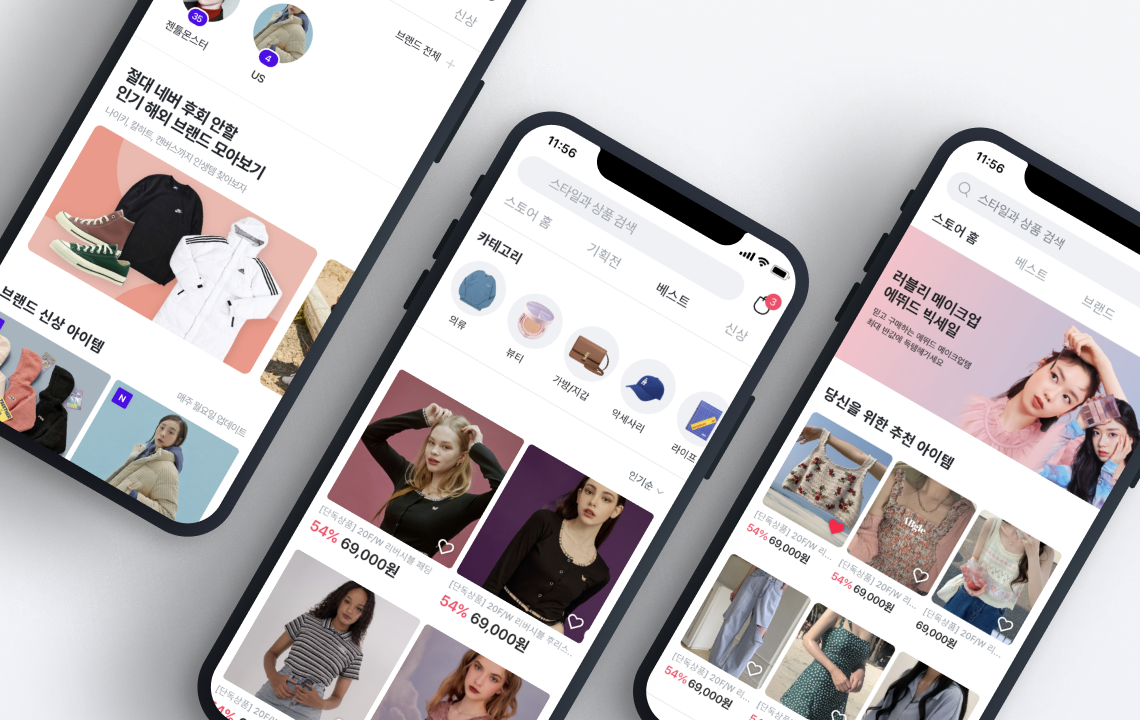 35
젠틀몬스터
4
US
신상
브랜드 전체 +
절대 네버 후회 안할
인기 해외 브랜드 모아보기
나이키, 칼하트, 캔버스까지 인생템 찾아보자
브랜드 신상 아이템
매주 월요일 업데이트
N
11:56
스타일과 상품 검색
3
스토어 홈
기획전
베스트
신상
카테고리
의류
뷰티
가방/지갑
악세사리
라이프
인기순
[단독상품] 20F/W 리버시블 패딩
54% 69,000원
[단독상품] 20F/W 리버시블 후리스...
54% 69,000원
[단독상품] 20F/W
11:56
스타일과 상품 검색
스토어 홈
베스트
브랜드
러블리 메이크업
에뛰드 빅세일
믿고 구매하는 에뛰드 메이크업템
최대 반값에 득템해가세요
당신을 위한 추천 아이템
[단독상품] 20F/W 리...
54% 69,000원
[단독상품] 20F/W 리...
54% 69,000원
[단독상품] 20F/W 리...
69,000원
[단독상품] 20F/W 리...
54% 69,000원
[단독상품] 20F/W 리...